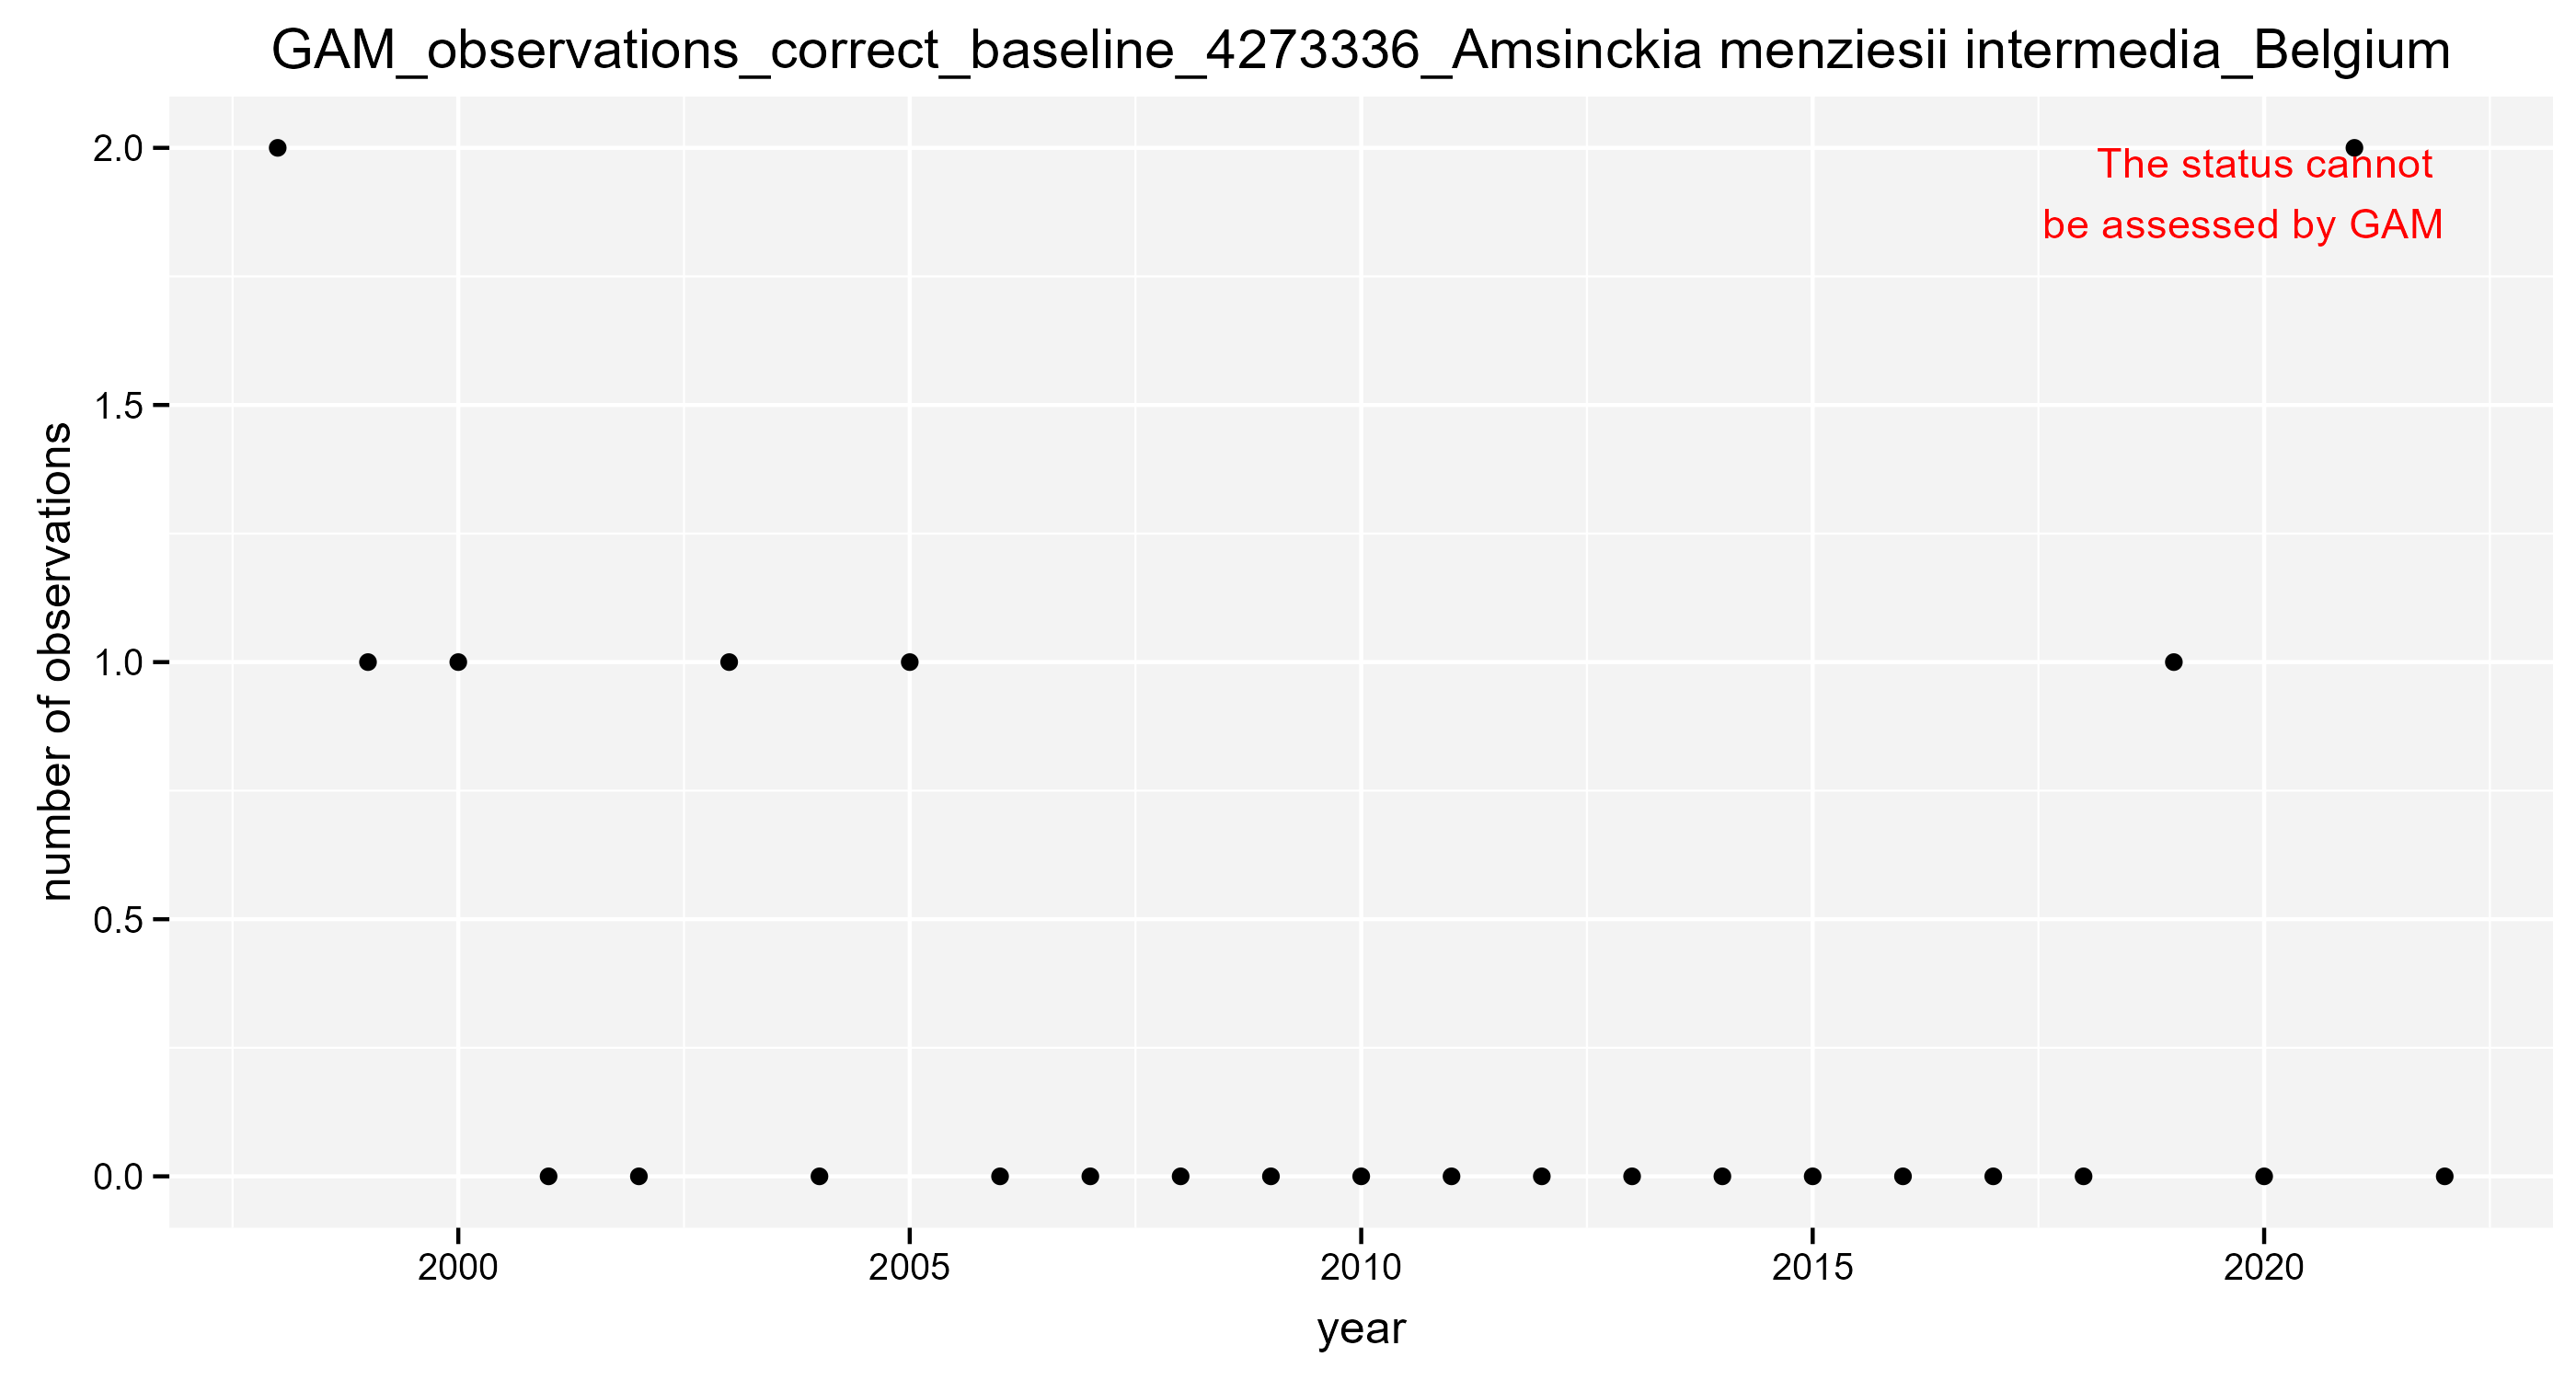 GAM_observations_correct_baseline_4273336_Amsinckia menziesii intermedia_Belgium
2.0
The status cannot
be assessed by GAM
1.5
number of observations
1.0
0.5
0.0
2000 2005 2010 2015 2020
year